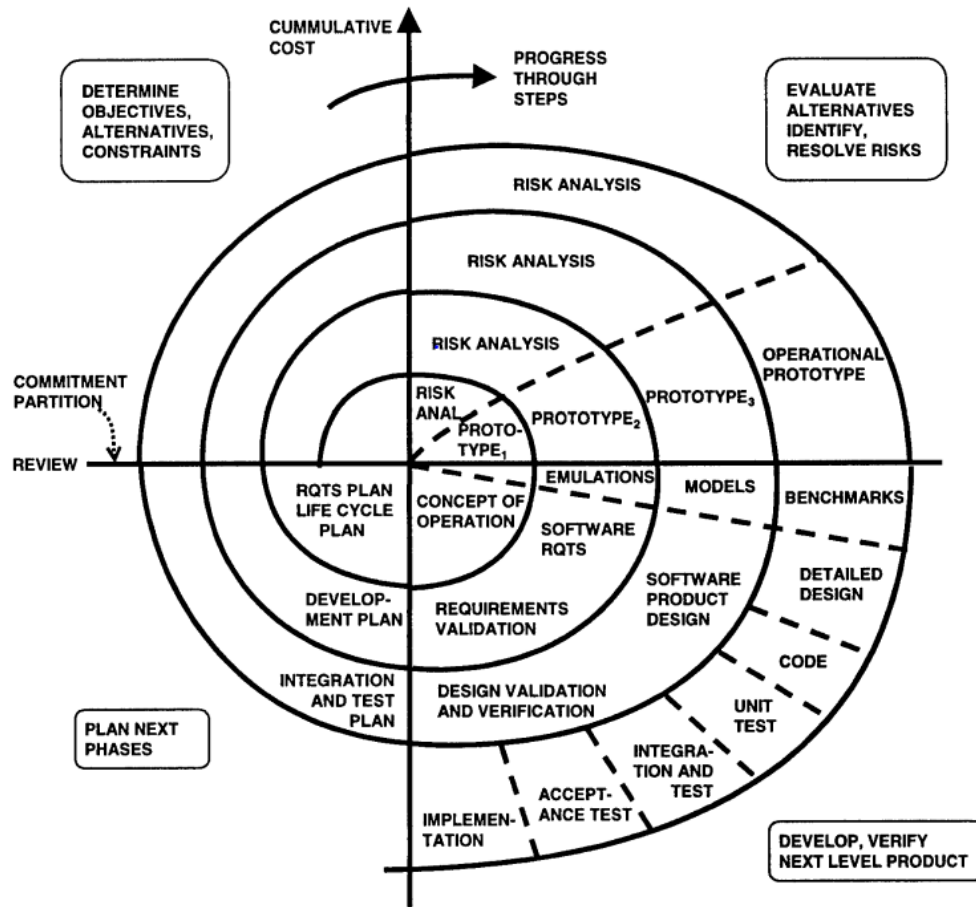 CUMMULATIVE
COST
PROGRESS
THROUGH
STEPS
DETERMINE
OBJECTIVES,
ALTERNATIVES,
CONSTRAINTS
EVALUATE
ALTERNATIVES
IDENTIFY,
RESOLVE RISKS
RISK ANALYSIS
RISK ANALYSIS
RISK ANALYSIS
RISK
ANAL.
PROTO-
TYPE1
PROTOTYPE2
PROTOTYPE3
OPERATIONAL
PROTOTYPE
COMMITMENT
PARTITION
REVIEW
RQTS PLAN
LIFE CYCLE
PLAN
CONCEPT OF
OPERATION
EMULATIONS
MODELS
BENCHMARKS
SOFTWARE
RQTS
SOFTWARE
PRODUCT
DESIGN
DETAILED
DESIGN
DEVELOP-
MENT PLAN
REQUIREMENTS
VALIDATION
CODE
INTEGRATION
AND TEST
PLAN
DESIGN VALIDATION
AND VERIFICATION
UNIT
TEST
INTEGRA-
TION AND
TEST
ACCEPT-
ANCE TEST
IMPLEMEN-
TATION
PLAN NEXT
PHASES
DEVELOP, VERIFY
NEXT LEVEL PRODUCT